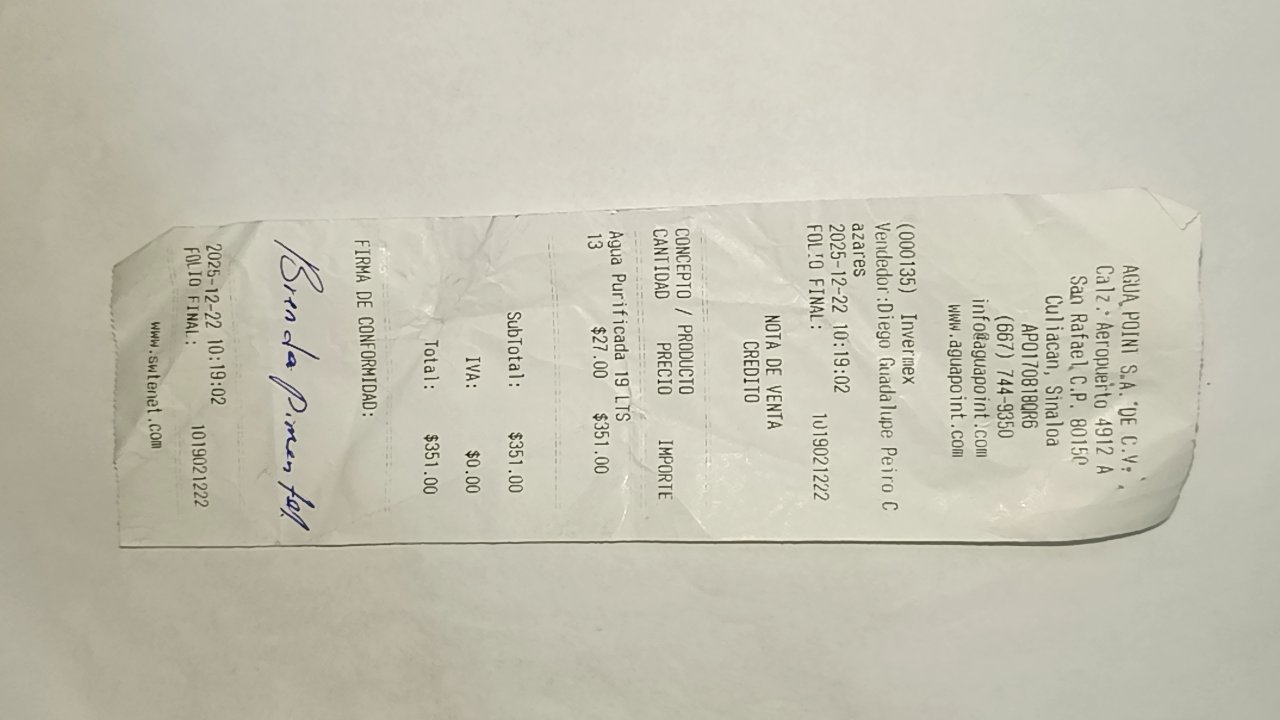 AGUA POINT S.A. DE C.V.
Calz. Aeropuerto 4912 A
San Rafael C.P. 80150
Culiacan, Sinaloa
APO170818QR6
(667) 744-9350
info@aguapoint.com
www.aguapoint.com
(000135) Invermex
Vendedor:Diego Guadalupe Peiro C
azares
2025-12-22 10:19:02
FOLIO FINAL: 1019021222
NOTA DE VENTA
CREDITO
CONCEPTO / PRODUCTO
CANTIDAD PRECIO IMPORTE
Agua Purificada 19 LTS
13 $27.00 $351.00
SubTotal: $351.00
IVA: $0.00
Total: $351.00
FIRMA DE CONFORMIDAD:
Brenda Pimentel
2025-12-22 10:19:02
FOLIO FINAL: 1019021222
www.swtenet.com